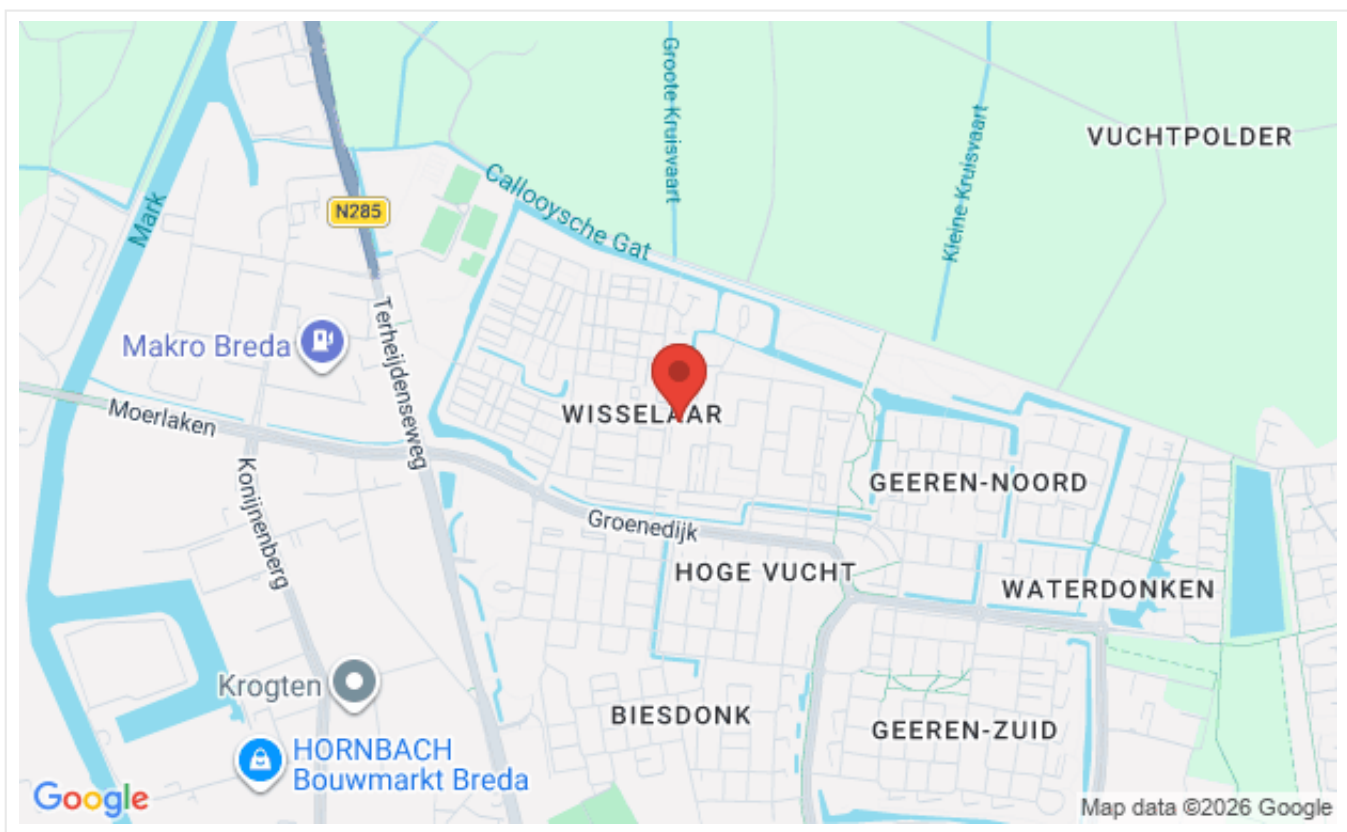 Groote Kruisvaart
Kleine Kruisvaart
VUCHTPOLDER
Callooysche Gat
Mark
N285
Terheijdenseweg
Makro Breda
Moerlaken
WISSELAAR
Konijnenberg
GEEREN-NOORD
Groenedijk
HOGE VUCHT
WATERDONKEN
Krogten
BIESDONK
GEEREN-ZUID
HORNBACH
Bouwmarkt Breda
Google
Map data ©2026 Google